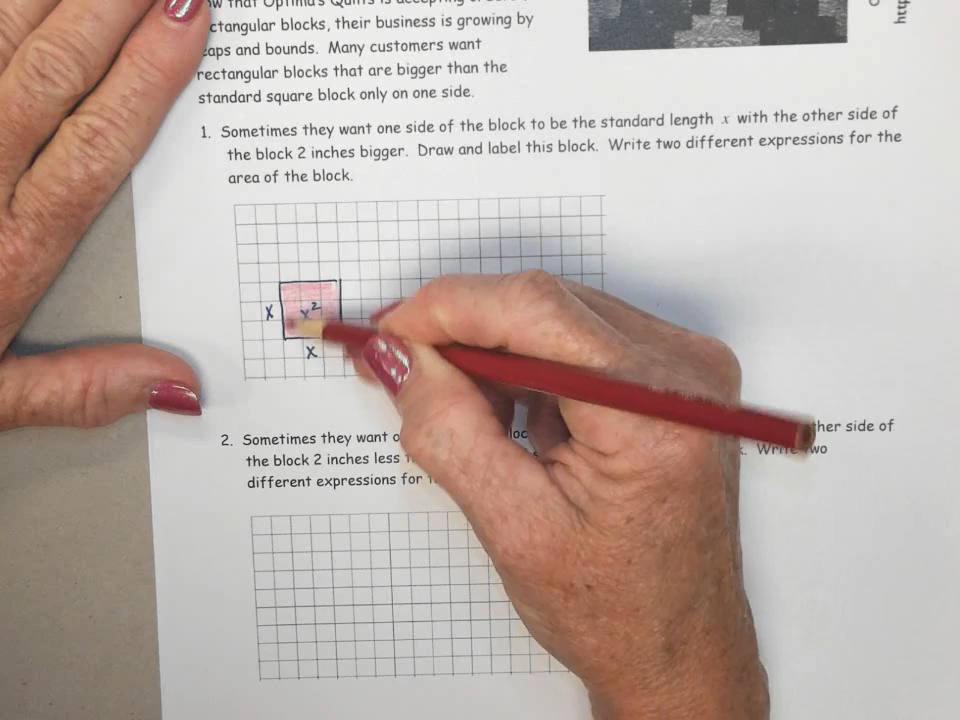 that Optima's Quilts is accepting
rectangular blocks, their business is growing by
leaps and bounds. Many customers want
rectangular blocks that are bigger than the
standard square block only on one side.
1. Sometimes they want one side of the block to be the standard length x with the other side of
the block 2 inches bigger. Draw and label this block. Write two different expressions for the
area of the block.
x x²
x
2. Sometimes they want other side of
the block 2 inches less Write two
different expressions for